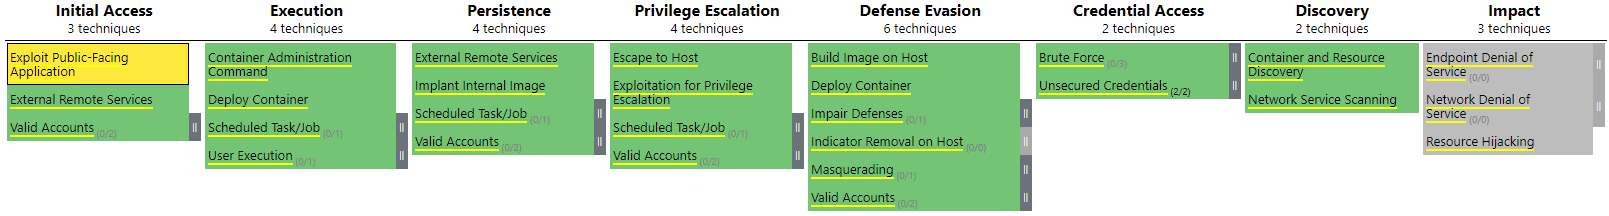 Initial Access
3 techniques
Exploit Public-Facing
Application
External Remote Services
Valid Accounts (0/2)
Execution
4 techniques
Container Administration
Command
Deploy Container
Scheduled Task/Job (0/1)
User Execution (0/1)
Persistence
4 techniques
External Remote Services
Implant Internal Image
Scheduled Task/Job (0/1)
Valid Accounts (0/2)
Privilege Escalation
4 techniques
Escape to Host
Exploitation for Privilege
Escalation
Scheduled Task/Job (0/1)
Valid Accounts (0/2)
Defense Evasion
6 techniques
Build Image on Host
Deploy Container
Impair Defenses (0/1)
Indicator Removal on Host (0/0)
Masquerading (0/1)
Valid Accounts (0/2)
Credential Access
2 techniques
Brute Force (0/3)
Unsecured Credentials (2/2)
Discovery
2 techniques
Container and Resource
Discovery
Network Service Scanning
Impact
3 techniques
Endpoint Denial of
Service (0/0)
Network Denial of
Service (0/0)
Resource Hijacking